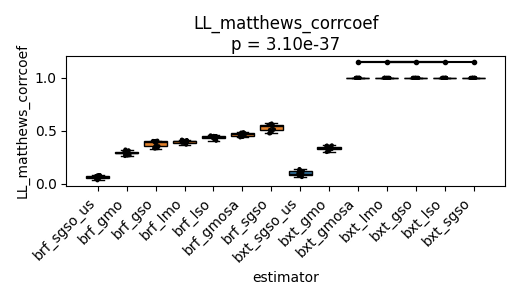 LL_matthews_corrcoef
p = 3.10e-37
LL_matthews_corrcoef
1.0
0.5
0.0
brf_sgso_us
brf_gmo
brf_gso
brf_lmo
brf_lso
brf_gmosa
brf_sgso
bxt_sgso_us
bxt_gmo
bxt_gmosa
bxt_lmo
bxt_gso
bxt_lso
bxt_sgso
estimator